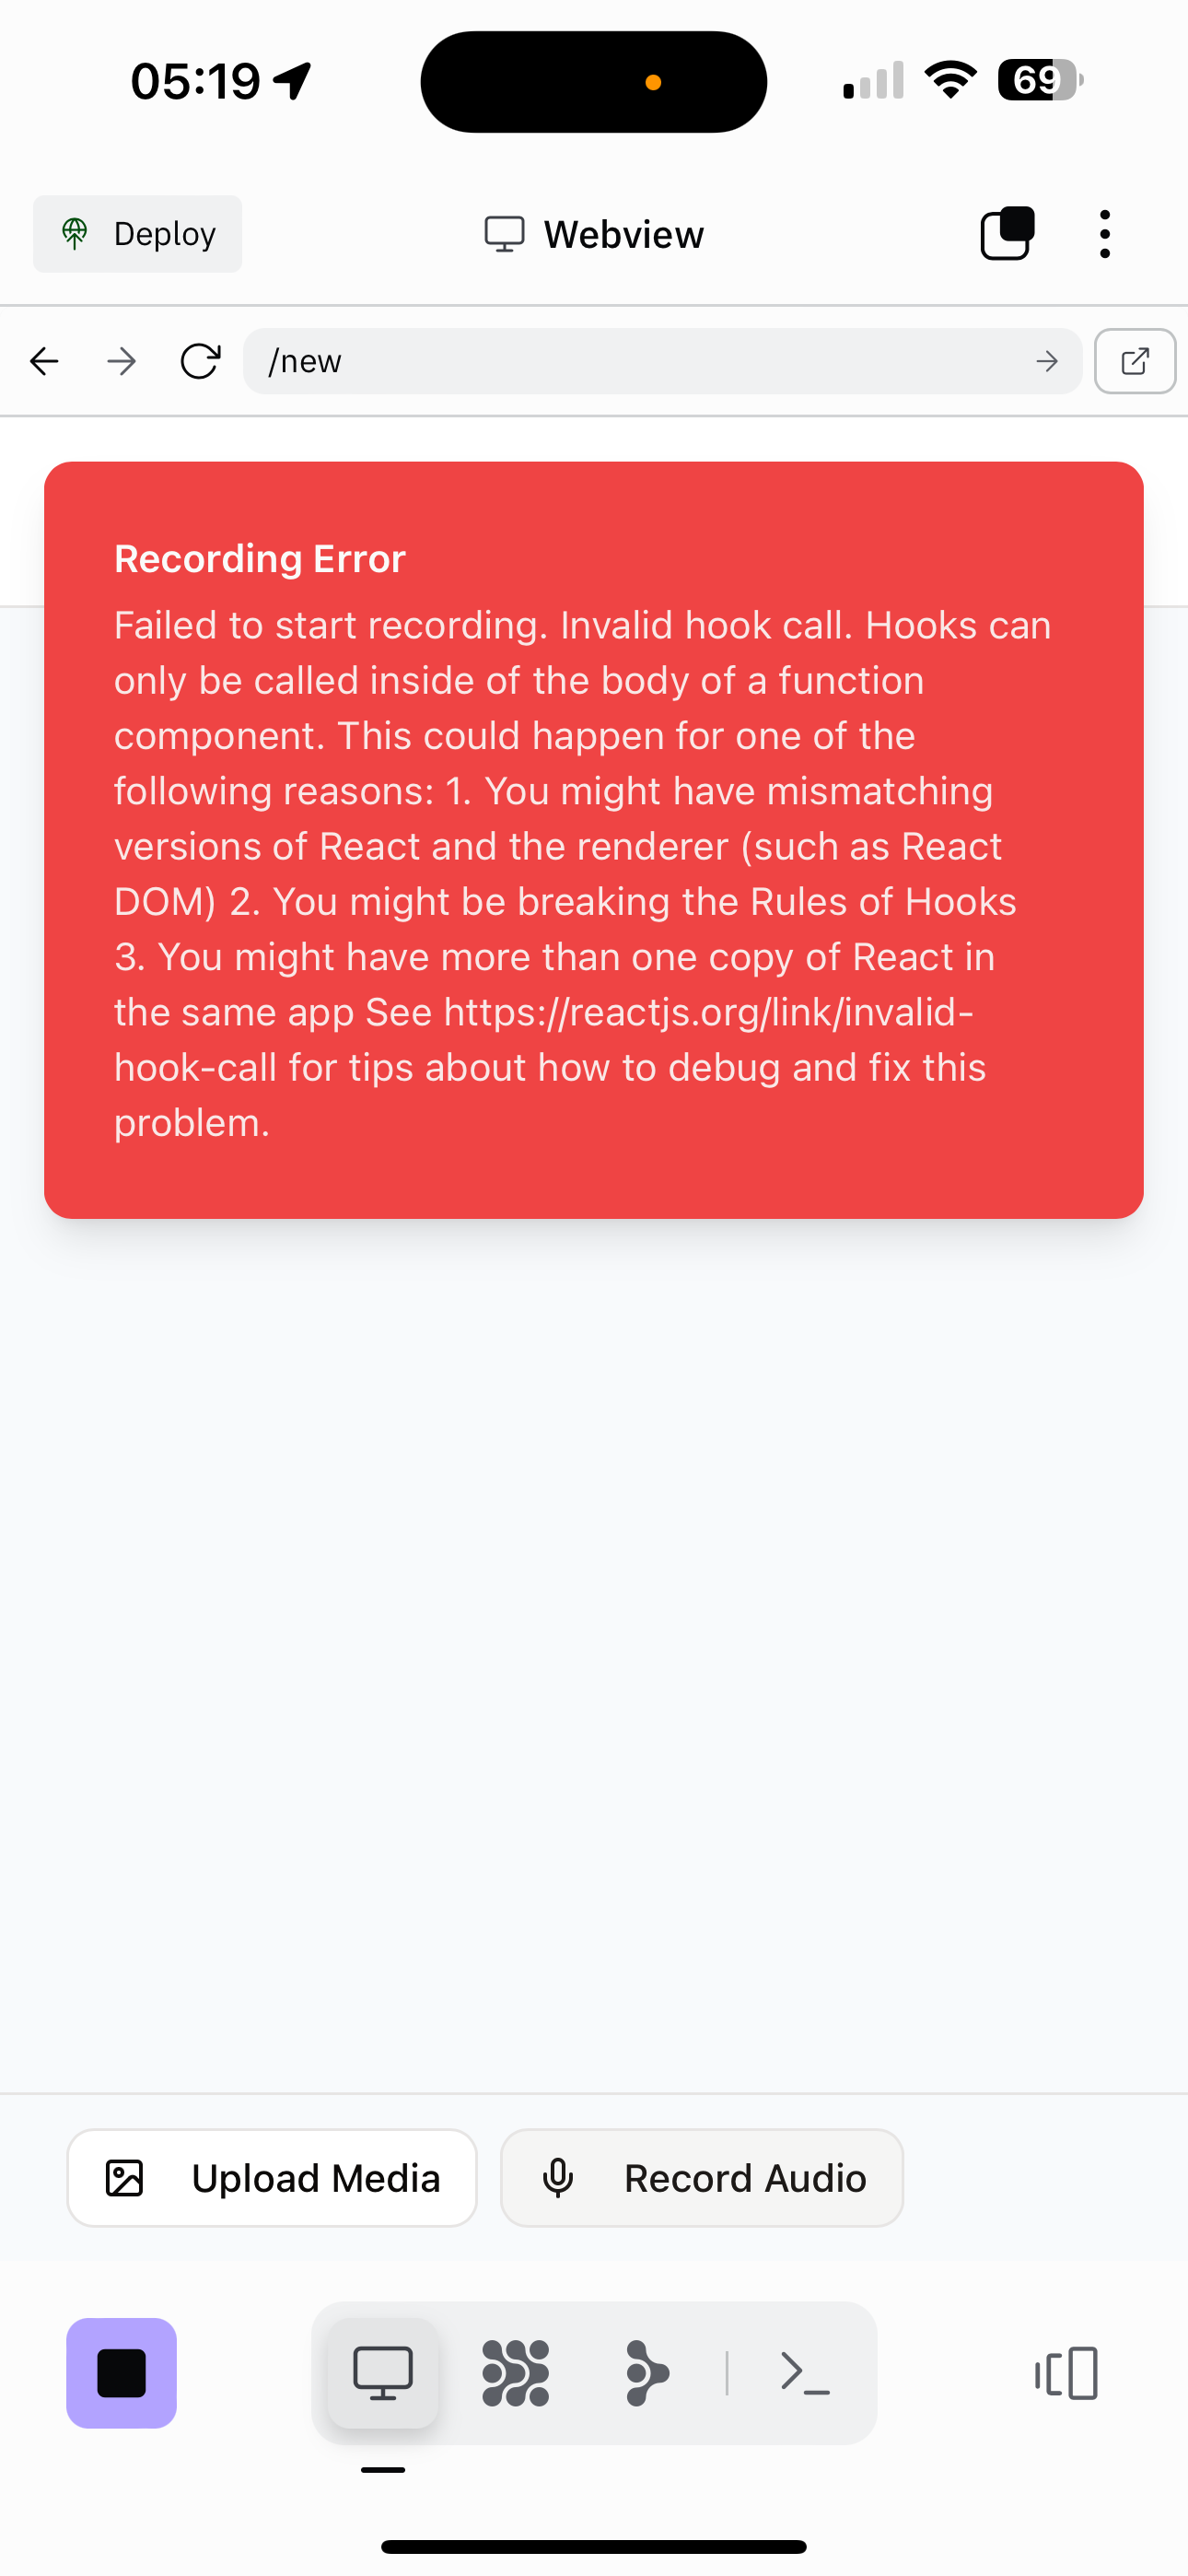 05:19
69
Deploy
Webview
/new
Recording Error
Failed to start recording. Invalid hook call. Hooks can
only be called inside of the body of a function
component. This could happen for one of the
following reasons: 1. You might have mismatching
versions of React and the renderer (such as React
DOM) 2. You might be breaking the Rules of Hooks
3. You might have more than one copy of React in
the same app See https://reactjs.org/link/invalid-
hook-call for tips about how to debug and fix this
problem.
Upload Media
Record Audio